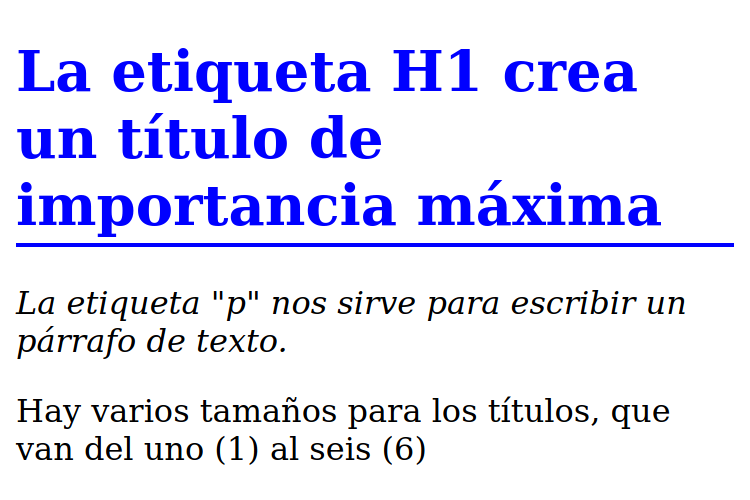 La etiqueta H1 crea
un título de
importancia máxima
La etiqueta "p" nos sirve para escribir un
párrafo de texto.
Hay varios tamaños para los títulos, que
van del uno (1) al seis (6)